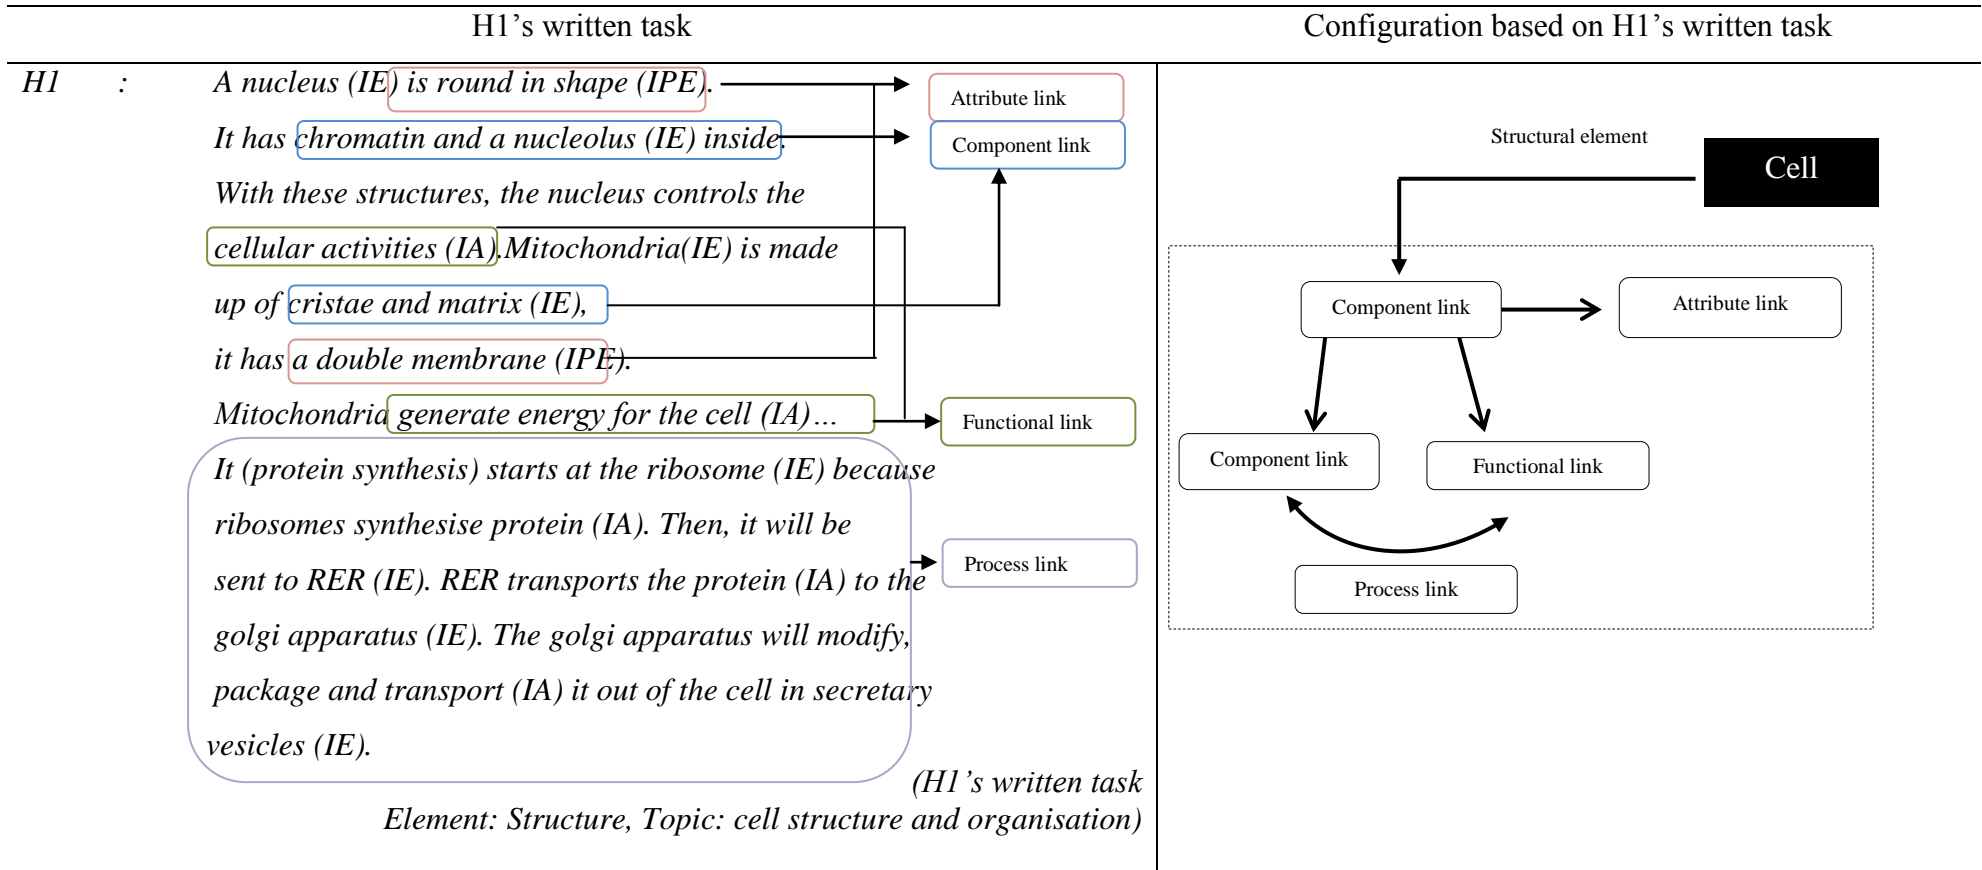 H1’s written task
Configuration based on H1’s written task
H1 : A nucleus (IE) is round in shape (IPE).
It has chromatin and a nucleolus (IE) inside.
With these structures, the nucleus controls the
cellular activities (IA).Mitochondria(IE) is made
up of cristae and matrix (IE),
it has a double membrane (IPE).
Mitochondria generate energy for the cell (IA)…
It (protein synthesis) starts at the ribosome (IE) because
ribosomes synthesise protein (IA). Then, it will be
sent to RER (IE). RER transports the protein (IA) to the
golgi apparatus (IE). The golgi apparatus will modify,
package and transport (IA) it out of the cell in secretary
vesicles (IE).
(H1’s written task
Element: Structure, Topic: cell structure and organisation)
Attribute link
Component link
Functional link
Process link
Structural element
Cell
Component link
Attribute link
Component link
Functional link
Process link